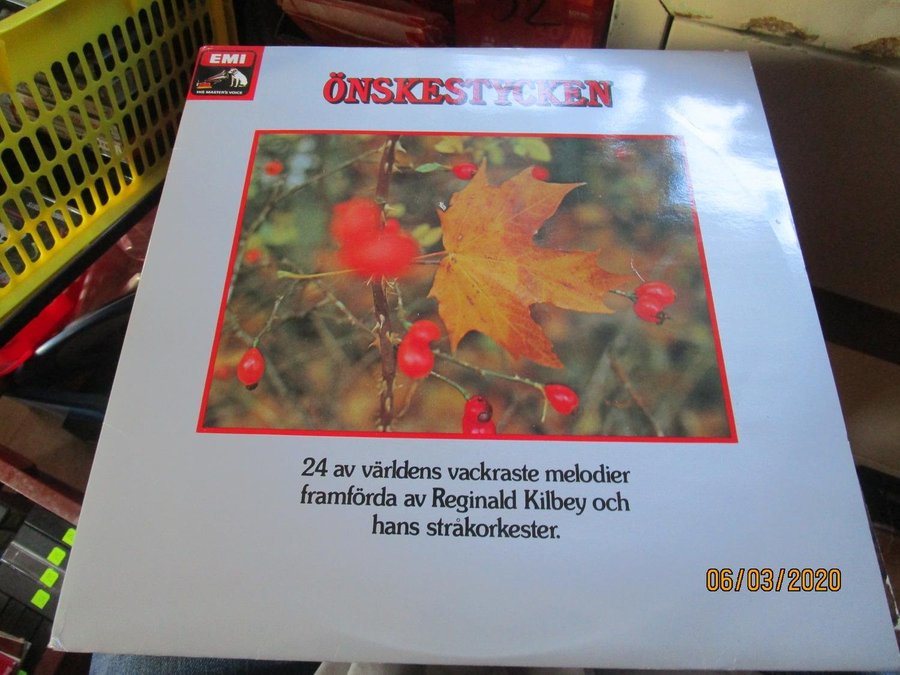 EMI
HIS MASTER'S VOICE
ÖNSKESTYCKEN
24 av världens vackraste melodier
framförda av Reginald Kilbey och
hans stråkorkester.
06/03/2020